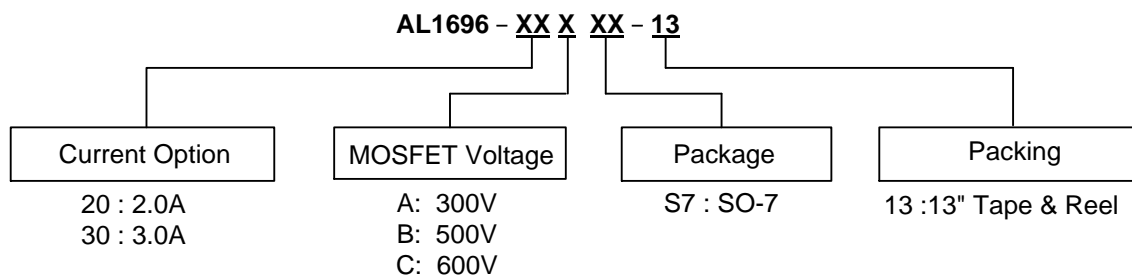 AL1696 – XX X XX – 13
Current Option
20 : 2.0A
30 : 3.0A
MOSFET Voltage
A: 300V
B: 500V
C: 600V
Package
S7 : SO-7
Packing
13 :13" Tape & Reel